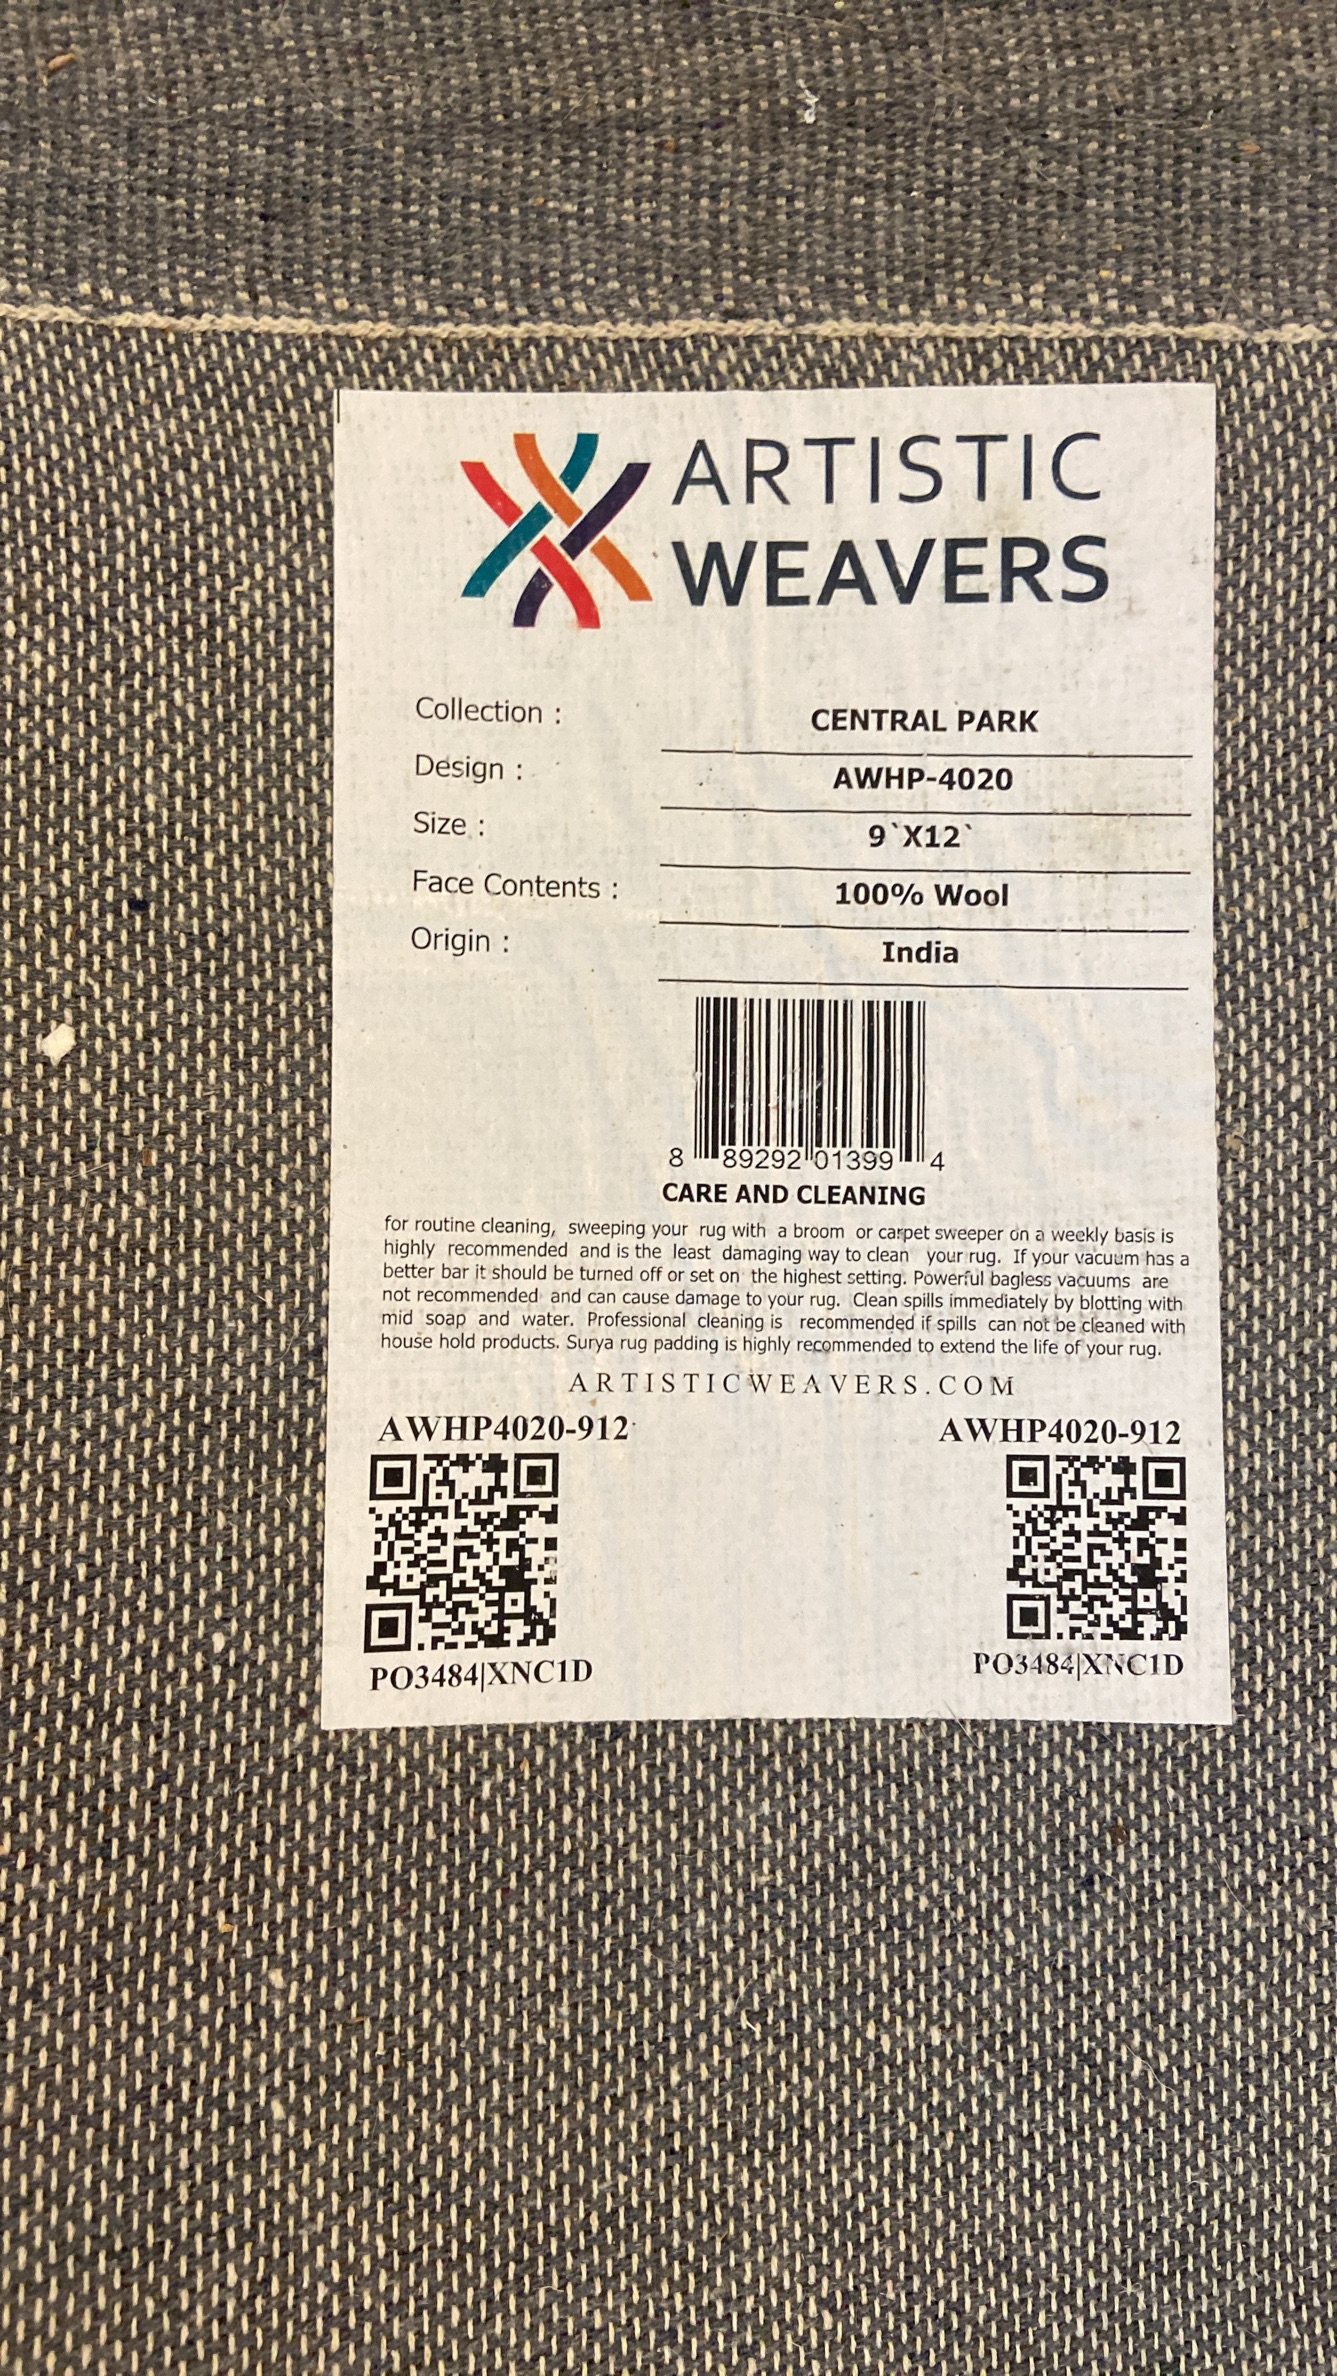 ARTISTIC
WEAVERS
Collection : CENTRAL PARK
Design : AWHP-4020
Size : 9`X12`
Face Contents : 100% Wool
Origin : India
8 89292 01399 4
CARE AND CLEANING
for routine cleaning, sweeping your rug with a broom or carpet sweeper on a weekly basis is
highly recommended and is the least damaging way to clean your rug. If your vacuum has a
better bar it should be turned off or set on the highest setting. Powerful bagless vacuums are
not recommended and can cause damage to your rug. Clean spills immediately by blotting with
mid soap and water. Professional cleaning is recommended if spills can not be cleaned with
house hold products. Surya rug padding is highly recommended to extend the life of your rug.
ARTISTICWEAVERS.COM
AWHP4020-912 AWHP4020-912
PO3484|XNC1D PO3484|XNC1D